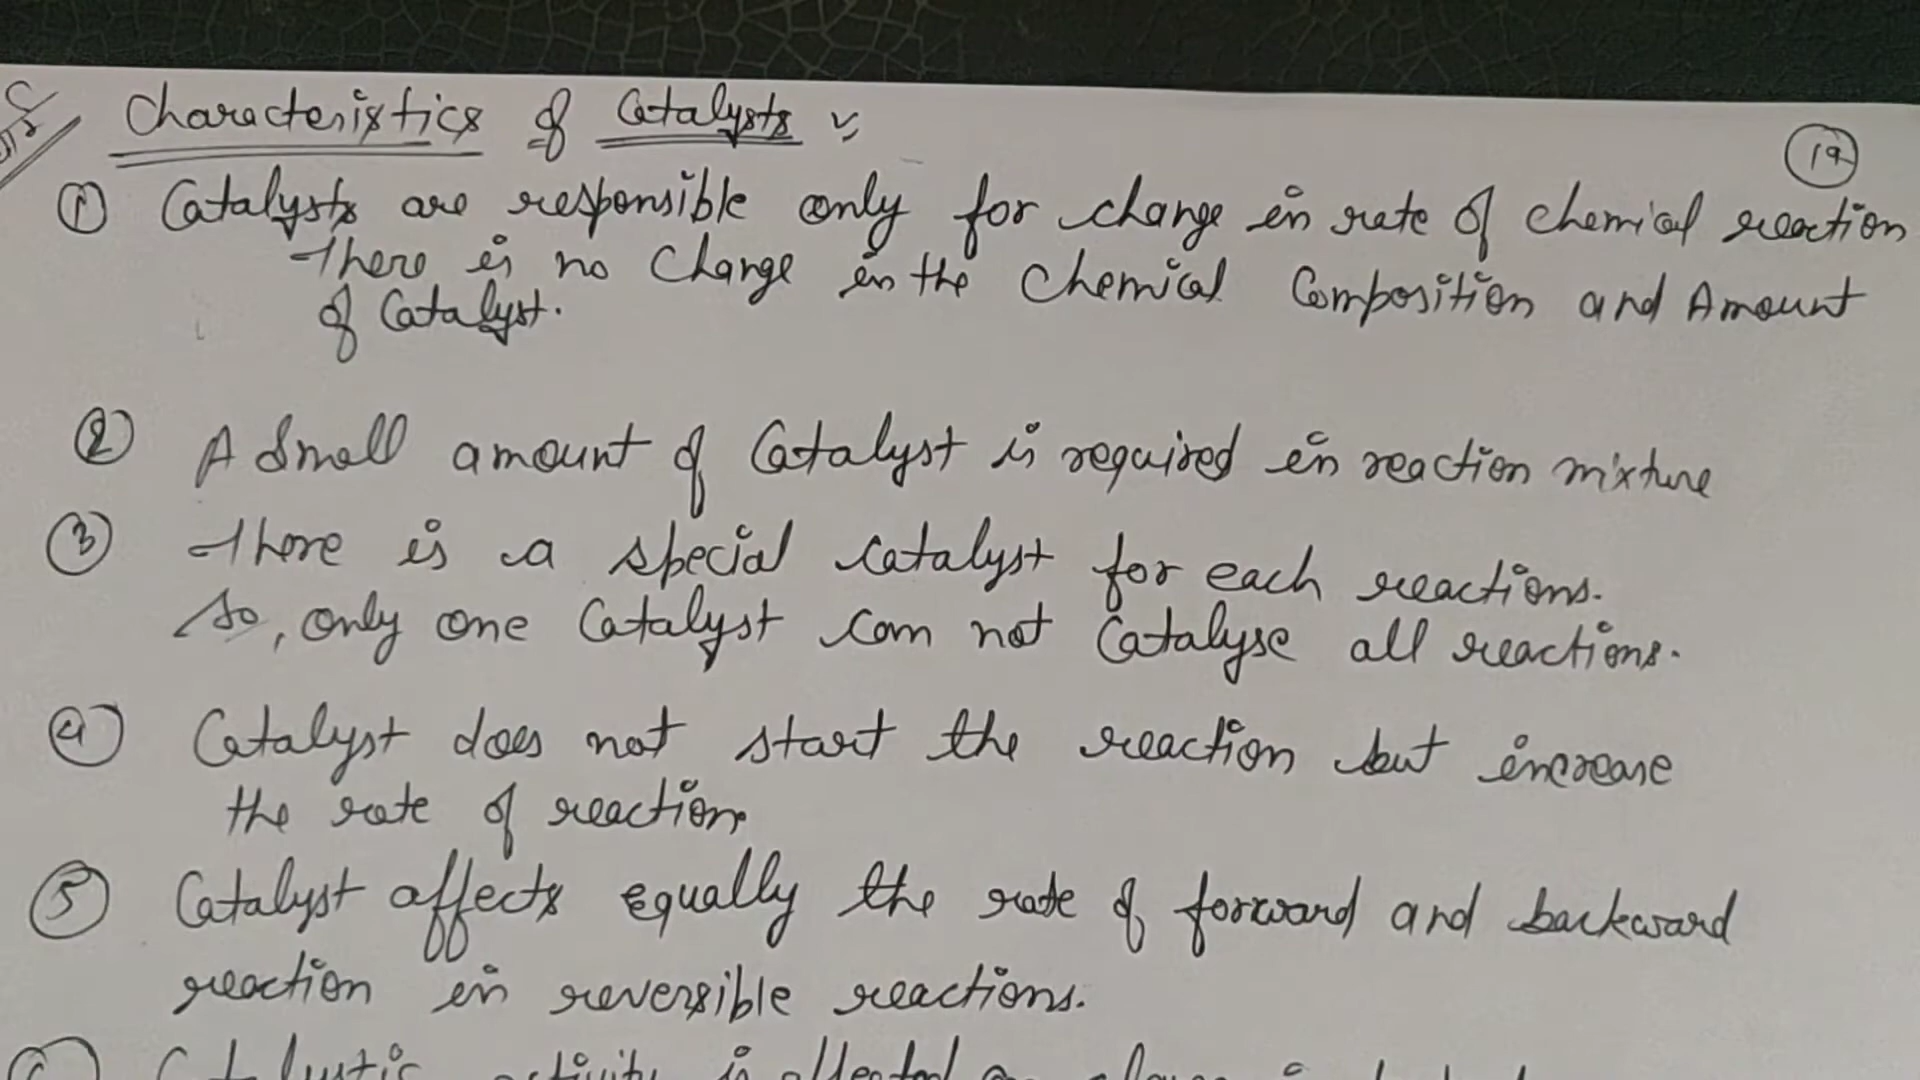 Characteristics of Catalysts :-
19
① Catalysts are responsible only for change in rate of chemical reaction
There is no change in the chemical composition and Amount
of Catalyst.
② A small amount of Catalyst is required in reaction mixture
③ There is a special catalyst for each reactions.
So, only one Catalyst can not Catalyse all reactions.
④ Catalyst does not start the reaction but increase
the rate of reaction.
⑤ Catalyst affects equally the rate of forward and backward
reaction in reversible reactions.
activity is affected